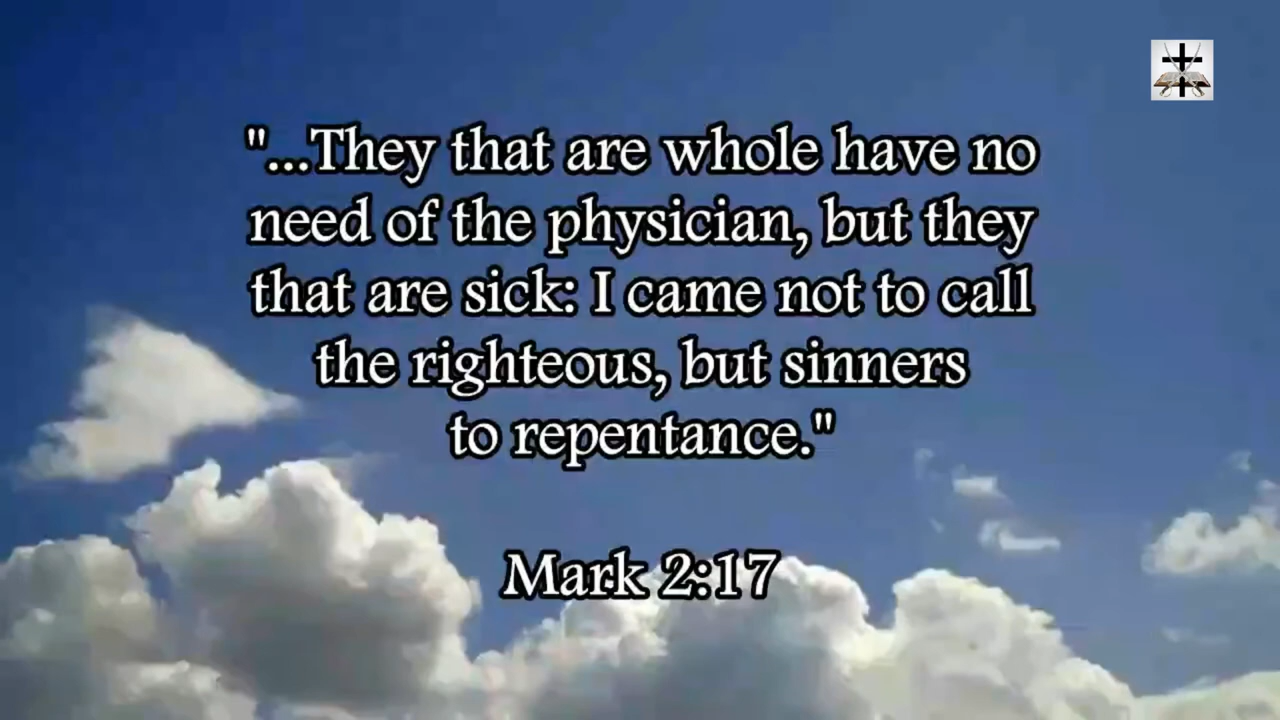 "...They that are whole have no
need of the physician, but they
that are sick: I came not to call
the righteous, but sinners
to repentance."
Mark 2:17